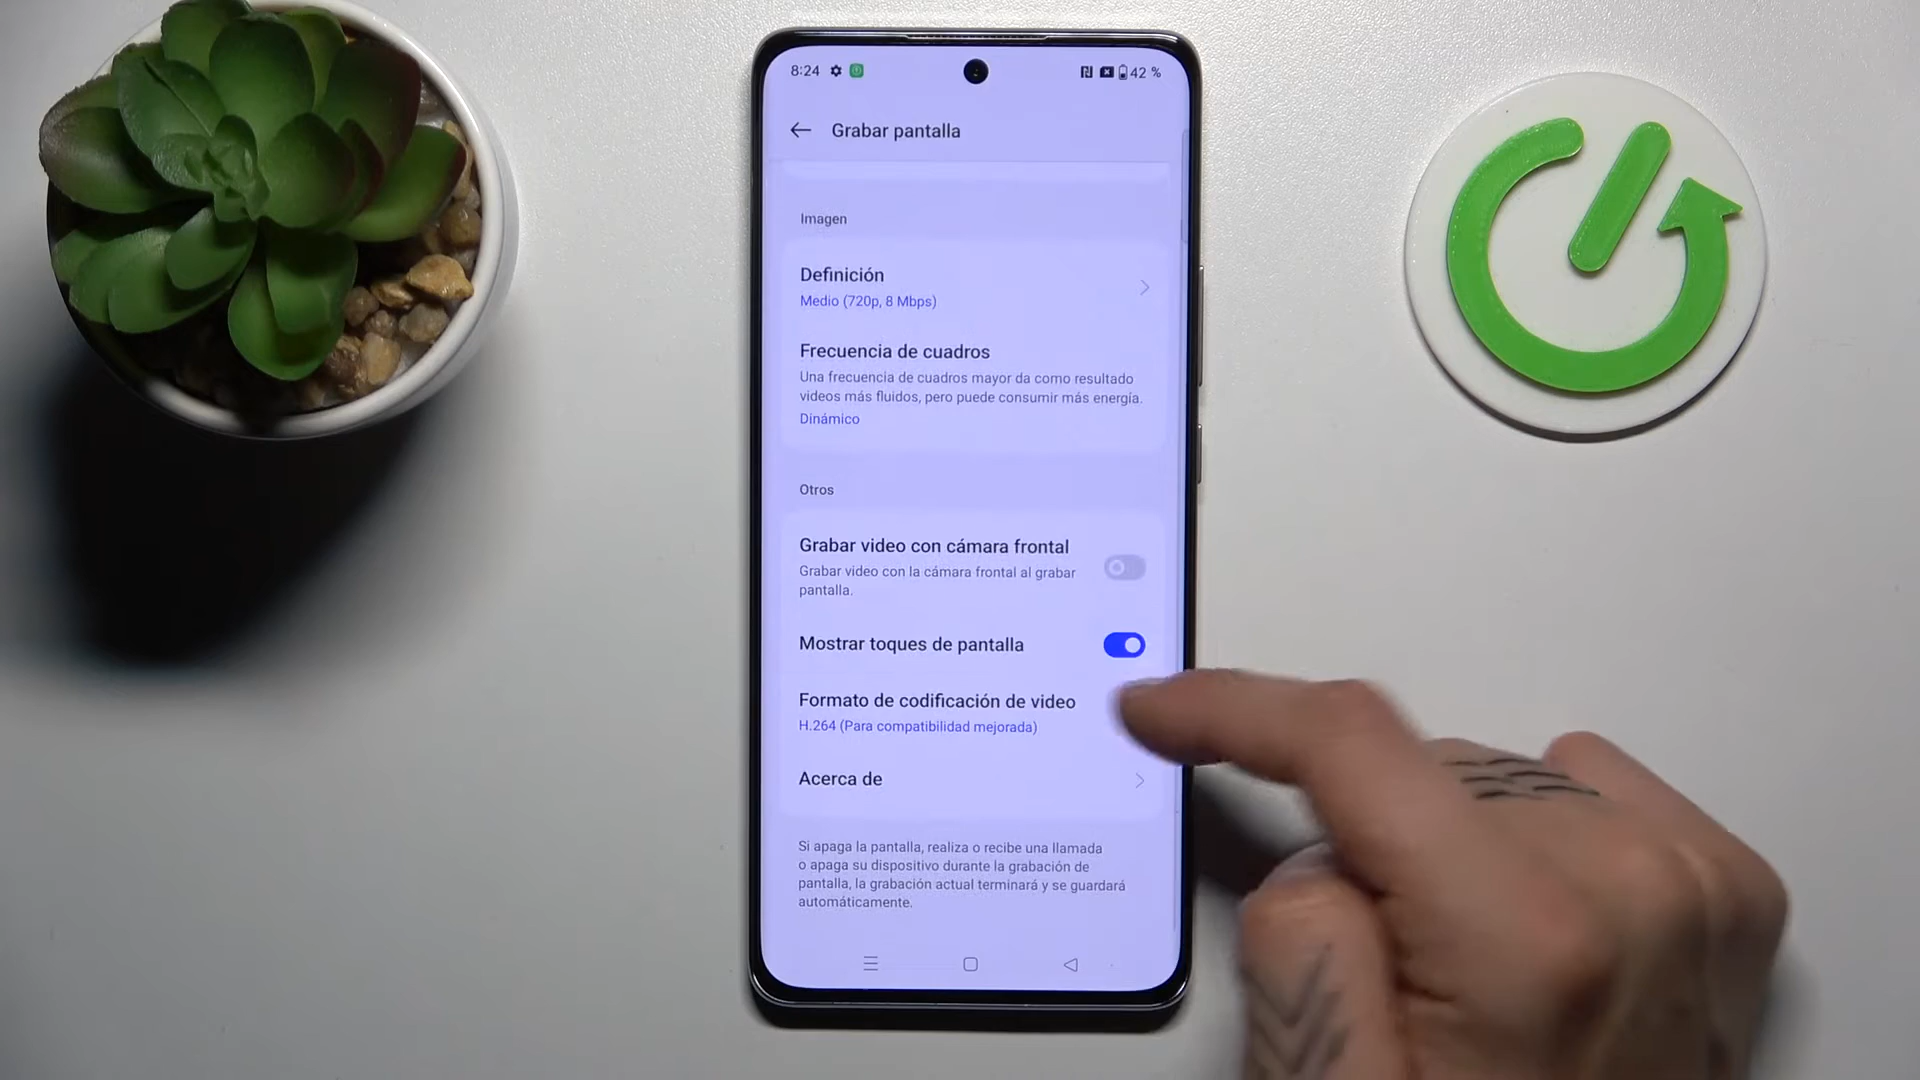 8:24 42 %
Grabar pantalla
Imagen
Definición
Medio (720p, 8 Mbps)
Frecuencia de cuadros
Una frecuencia de cuadros mayor da como resultado
videos más fluidos, pero puede consumir más energía.
Dinámico
Otros
Grabar video con cámara frontal
Grabar video con la cámara frontal al grabar
pantalla.
Mostrar toques de pantalla
Formato de codificación de video
H.264 (Para compatibilidad mejorada)
Acerca de
Si apaga la pantalla, realiza o recibe una llamada
o apaga su dispositivo durante la grabación de
pantalla, la grabación actual terminará y se guardará
automáticamente.